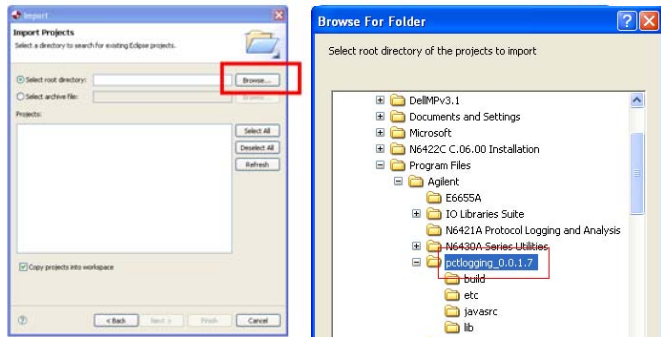 Import
Import Projects
Select a directory to search for existing Eclipse projects.
Select root directory:
Browse...
Select archive file:
Browse...
Projects:
Select All
Deselect All
Refresh
Copy projects into workspace
?
< Back
Next >
Finish
Cancel
Browse For Folder
Select root directory of the projects to import
DellMPv3.1
Documents and Settings
Microsoft
N6422C C.06.00 Installation
Program Files
Agilent
E6655A
IO Libraries Suite
N6421A Protocol Logging and Analysis
N6430A Series Utilities
pctlogging_0.0.1.7
build
etc
javasrc
lib